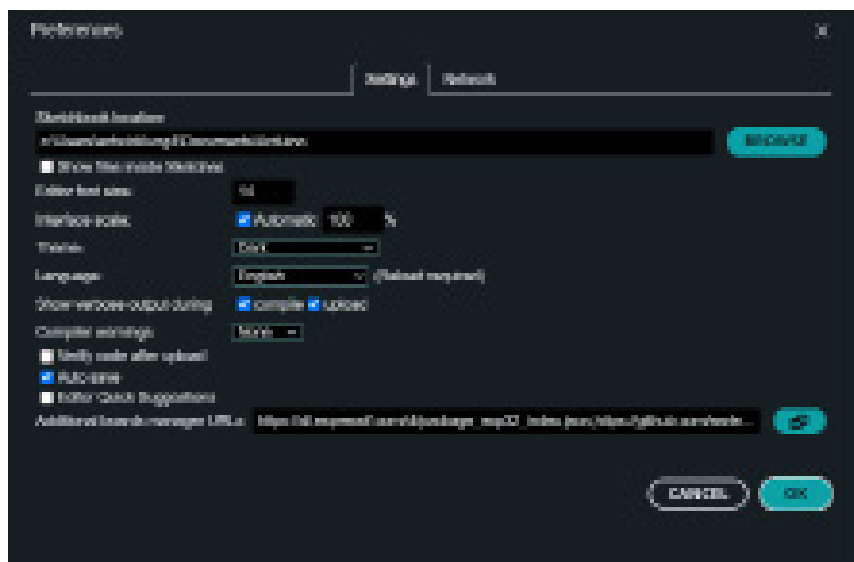 Preferences
Settings Network
Sketchbook location
BROWSE
Show files inside Sketches
Editor font size: 14
Interface scale: Automatic 100 %
Theme: Dark
Language: English (Reload required)
Show verbose output during compile upload
Compiler warnings None
Verify code after upload
Auto save
Editor Quick Suggestions
Additional boards manager URLs:
CANCEL OK